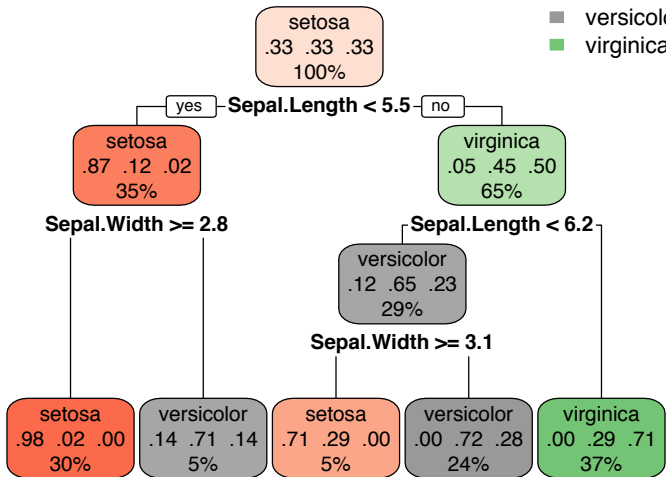 setosa
.33 .33 .33
100%
versicolo
virginica
yes Sepal.Length < 5.5 no
setosa
.87 .12 .02
35%
virginica
.05 .45 .50
65%
Sepal.Width >= 2.8
Sepal.Length < 6.2
versicolor
.12 .65 .23
29%
Sepal.Width >= 3.1
setosa
.98 .02 .00
30%
versicolor
.14 .71 .14
5%
setosa
.71 .29 .00
5%
versicolor
.00 .72 .28
24%
virginica
.00 .29 .71
37%